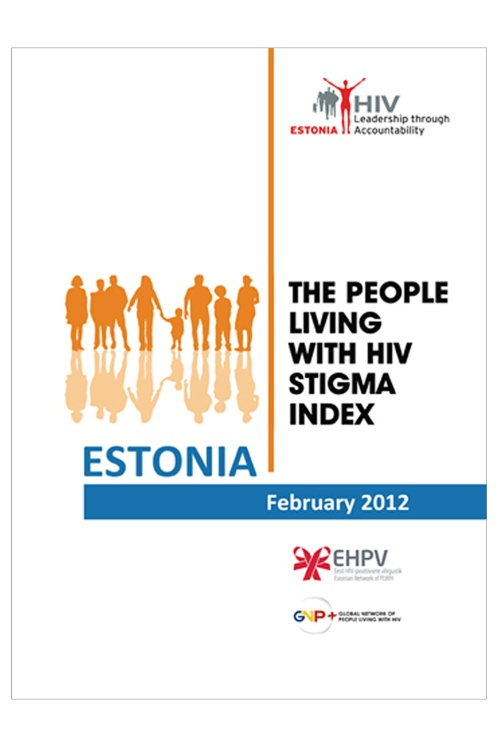 HIV
Leadership through
ESTONIA Accountability
THE PEOPLE
LIVING
WITH HIV
STIGMA
INDEX
ESTONIA
February 2012
EHPV
Eesti HIV-positiivsete võrgustik
Estonian Network of PLWH
GNP+ GLOBAL NETWORK OF
PEOPLE LIVING WITH HIV